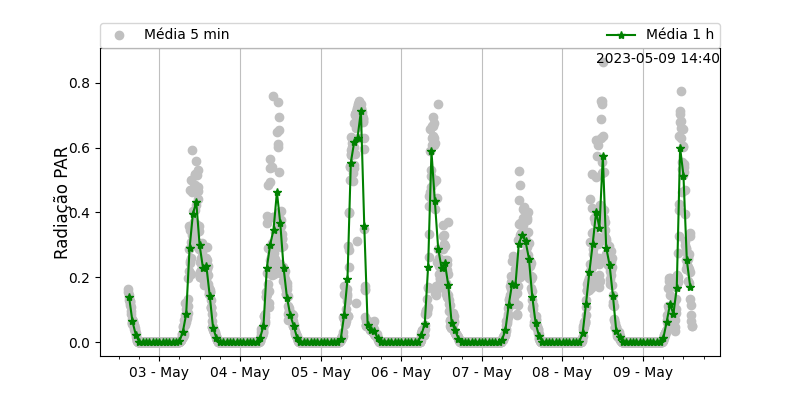 Média 5 min
Média 1 h
2023-05-09 14:40
Radiação PAR
0.8
0.6
0.4
0.2
0.0
03 - May
04 - May
05 - May
06 - May
07 - May
08 - May
09 - May